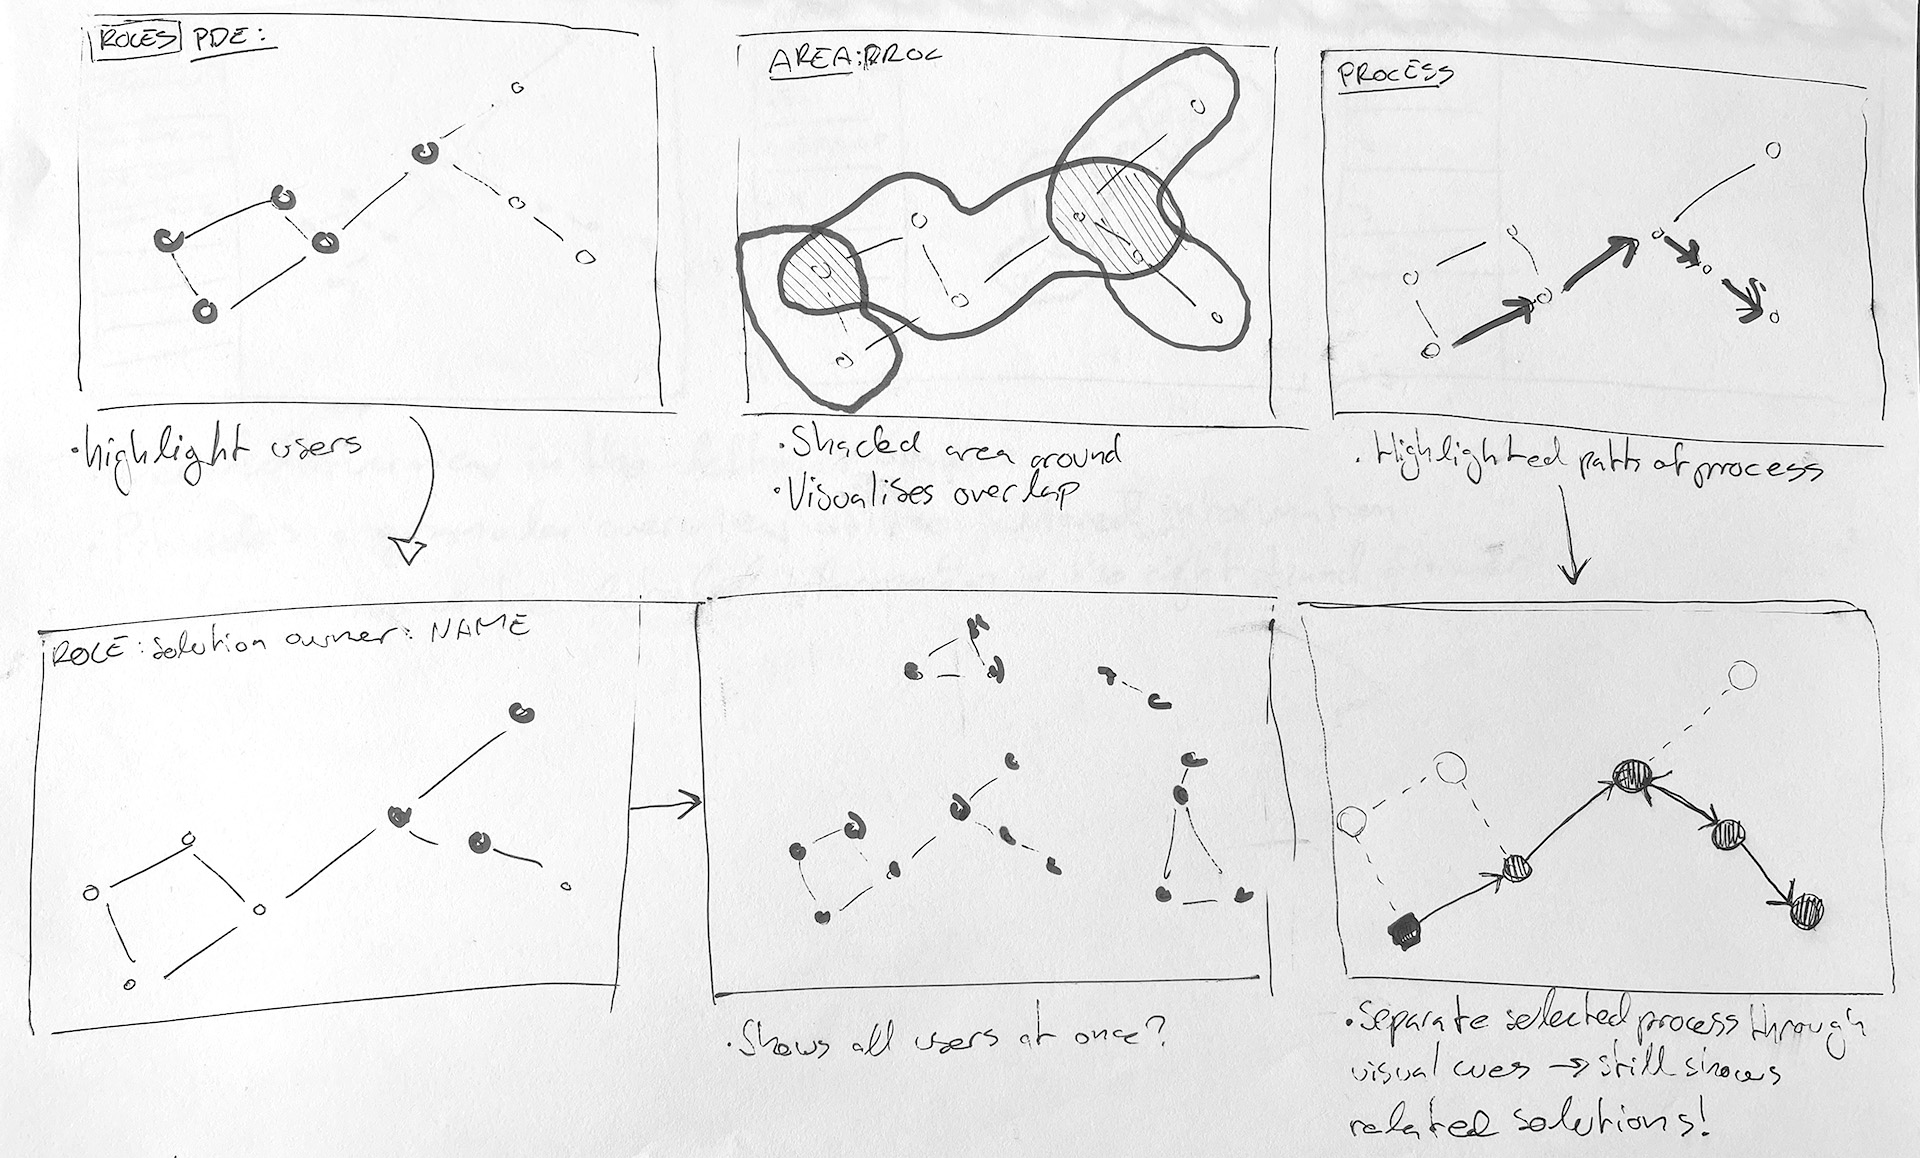 ROLES PDE:
AREA: PROC
PROCESS
• highlight users
• Shaded area around
• Visualises overlap
• Highlighted path of process
ROLE: Solution owner: NAME
• Shows all users at once?
• Separate selected process through
visual cues → still shows
related solutions!